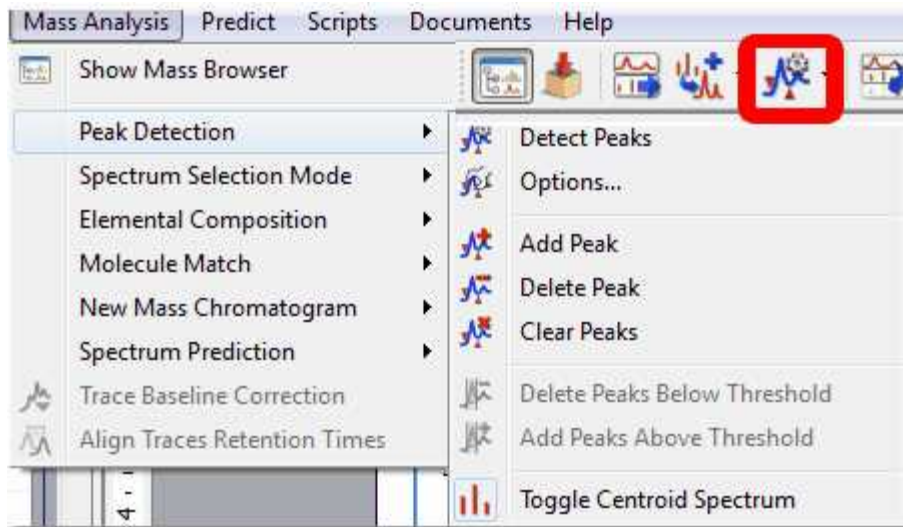 Mass Analysis Predict Scripts Documents Help
Show Mass Browser
Peak Detection
Spectrum Selection Mode
Elemental Composition
Molecule Match
New Mass Chromatogram
Spectrum Prediction
Trace Baseline Correction
Align Traces Retention Times
Detect Peaks
Options...
Add Peak
Delete Peak
Clear Peaks
Delete Peaks Below Threshold
Add Peaks Above Threshold
Toggle Centroid Spectrum
4